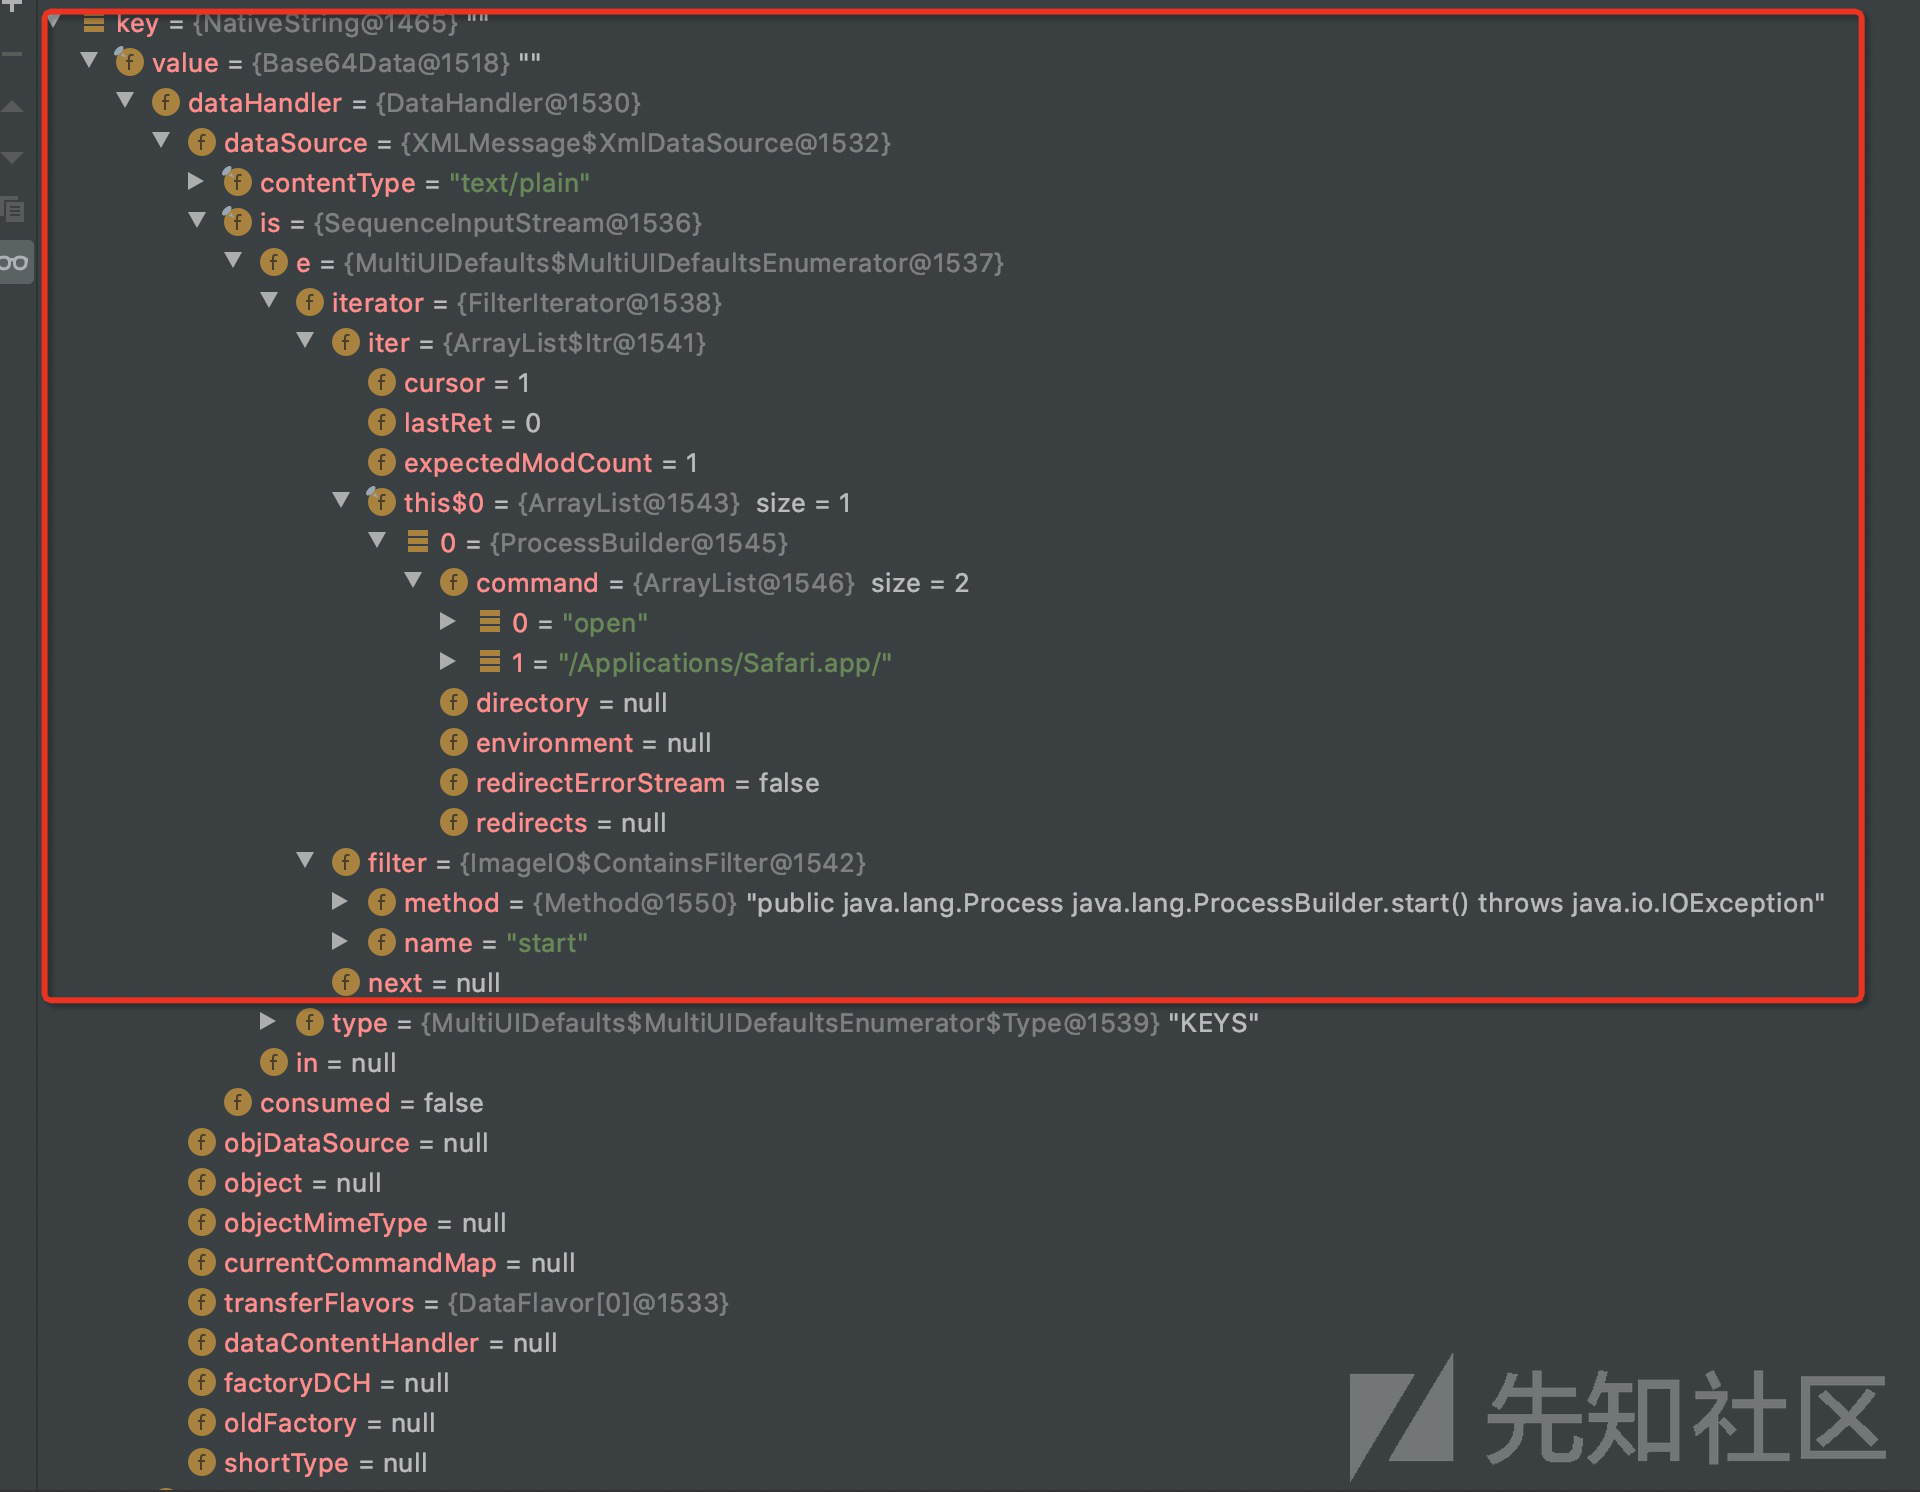 key = {NativeString@1465} ""
value = {Base64Data@1518} ""
dataHandler = {DataHandler@1530}
dataSource = {XMLMessage$XmlDataSource@1532}
contentType = "text/plain"
is = {SequenceInputStream@1536}
e = {MultiUIDefaults$MultiUIDefaultsEnumerator@1537}
iterator = {FilterIterator@1538}
iter = {ArrayList$Itr@1541}
cursor = 1
lastRet = 0
expectedModCount = 1
this$0 = {ArrayList@1543} size = 1
0 = {ProcessBuilder@1545}
command = {ArrayList@1546} size = 2
0 = "open"
1 = "/Applications/Safari.app/"
directory = null
environment = null
redirectErrorStream = false
redirects = null
filter = {ImageIO$ContainsFilter@1542}
method = {Method@1550} "public java.lang.Process java.lang.ProcessBuilder.start() throws java.io.IOException"
name = "start"
next = null
type = {MultiUIDefaults$MultiUIDefaultsEnumerator$Type@1539} "KEYS"
in = null
consumed = false
objDataSource = null
object = null
objectMimeType = null
currentCommandMap = null
transferFlavors = {DataFlavor[0]@1533}
dataContentHandler = null
factoryDCH = null
oldFactory = null
shortType = null
先知社区